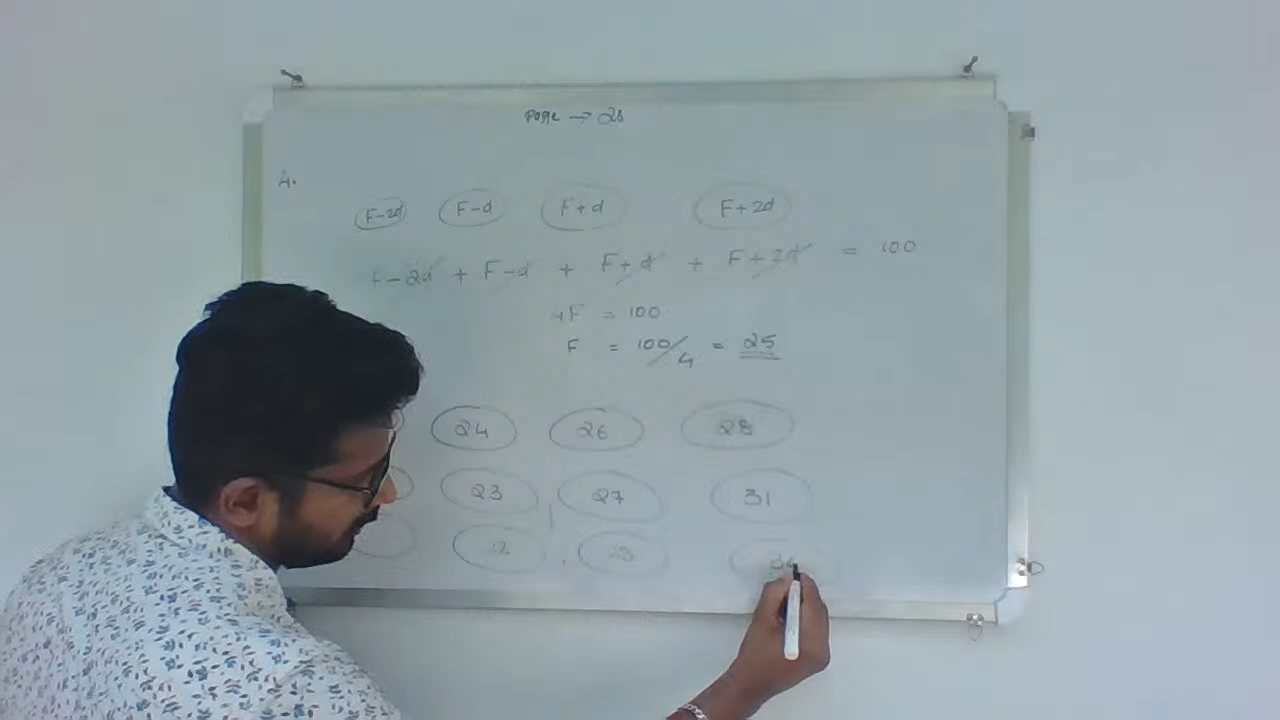 Page → 28
A.
F-2d F-d F+d F+2d
F-2d + F-d + F+d + F+2d = 100
4F = 100
F = 100/4 = 25
24 26 28
23 27 31
22 28